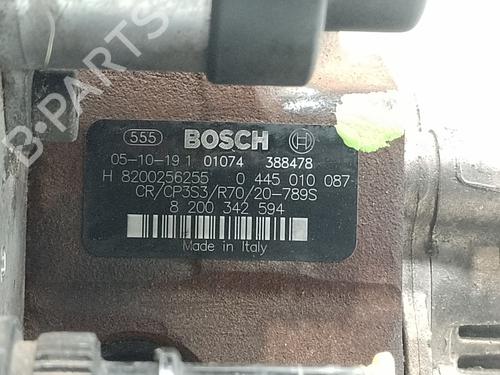 B-PARTS
555 BOSCH
05-10-19 1 01074 388478
H 8200256255 0 445 010 087
CR/CP3S3/R70/20-789S
8 200 342 594
Made in Italy